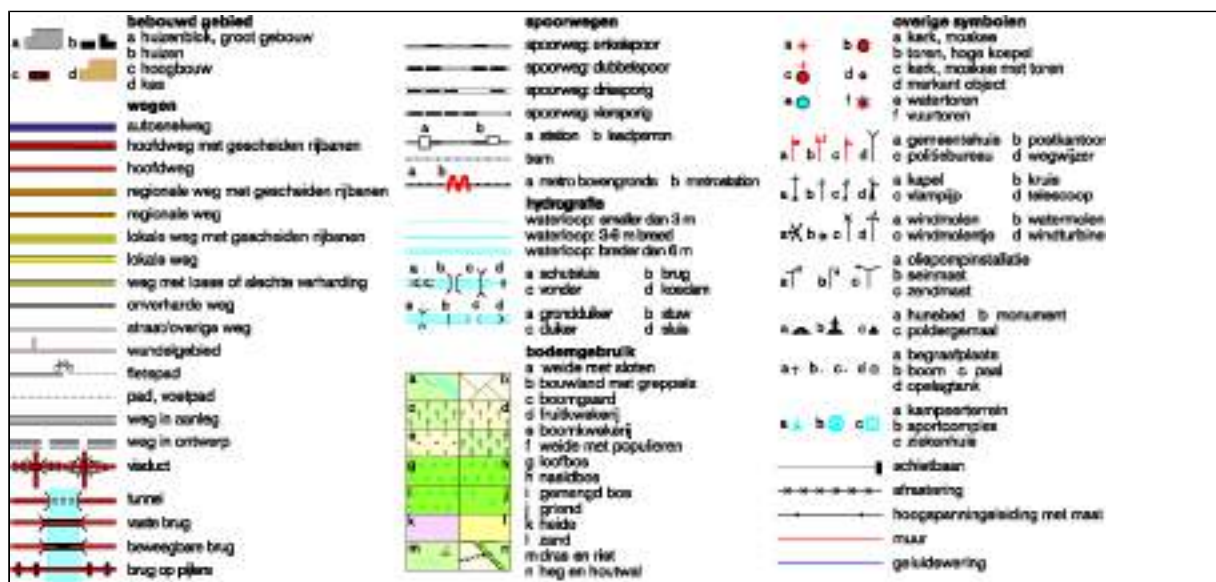 bebouwd gebied
a huizenblok, groot gebouw
b huizen
c hoogbouw
d kas
a b
c d
wegen
autosnelweg
hoofdweg met gescheiden rijbanen
hoofdweg
regionale weg met gescheiden rijbanen
regionale weg
lokale weg met gescheiden rijbanen
lokale weg
weg met losse of slechte verharding
onverharde weg
straat/overige weg
wandelgebied
fietspad
pad, voetpad
weg in aanleg
weg in ontwerp
viaduct
tunnel
vaste brug
beweegbare brug
brug op pijlers
spoorwegen
spoorweg: enkelspoor
spoorweg: dubbelspoor
spoorweg: driesporig
spoorweg: viersporig
a b
a station b laadperron
tram
a b
a metro bovengronds b metrostation
hydrografie
waterloop: smaller dan 3 m
waterloop: 3-6 m breed
waterloop: breder dan 6 m
a b c d
a schutsluis b brug
c vonder d koedam
a b c d
a grondduiker b stuw
c duiker d sluis
bodemgebruik
a weide met sloten
b bouwland met greppels
c boomgaard
d fruitkwekerij
e boomkwekerij
f weide met populieren
g loofbos
h naaldbos
i gemengd bos
j griend
k heide
l zand
m dras en riet
n heg en houtwal
a b
c d
e f
g h
i j
k l
m n
overige symbolen
a kerk, moskee
b toren, hoge koepel
c kerk, moskee met toren
d markant object
e watertoren
f vuurtoren
a b
c d
e f
a gemeentehuis b postkantoor
c politiebureau d wegwijzer
a b c d
a kapel b kruis
c vlampijp d telescoop
a b c d
a windmolen b watermolen
c windmolentje d windturbine
a b c d
a oliepompinstallatie
b seinmast
c zendmast
a b c
a hunebed b monument
c poldergemaal
a b c
a begraafplaats
b boom c paal
d opslagtank
a b c d
a kampeerterrein
b sportcomplex
c ziekenhuis
a b c
schietbaan
afrastering
hoogspanningsleiding met mast
muur
geluidswering